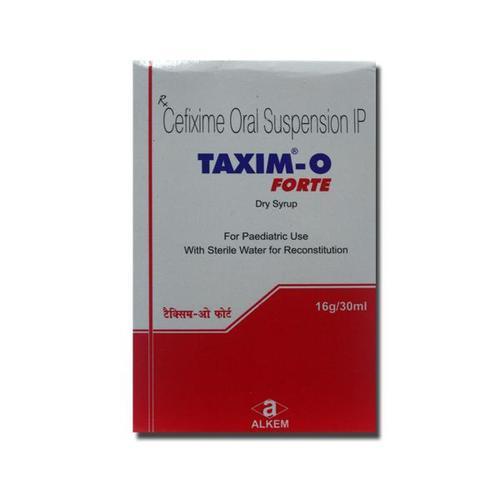 Rx
Cefixime Oral Suspension IP
TAXIM®-O
FORTE
Dry Syrup
For Paediatric Use
With Sterile Water for Reconstitution
16g/30ml
टैक्सिम-ओ फोर्ट
a
ALKEM